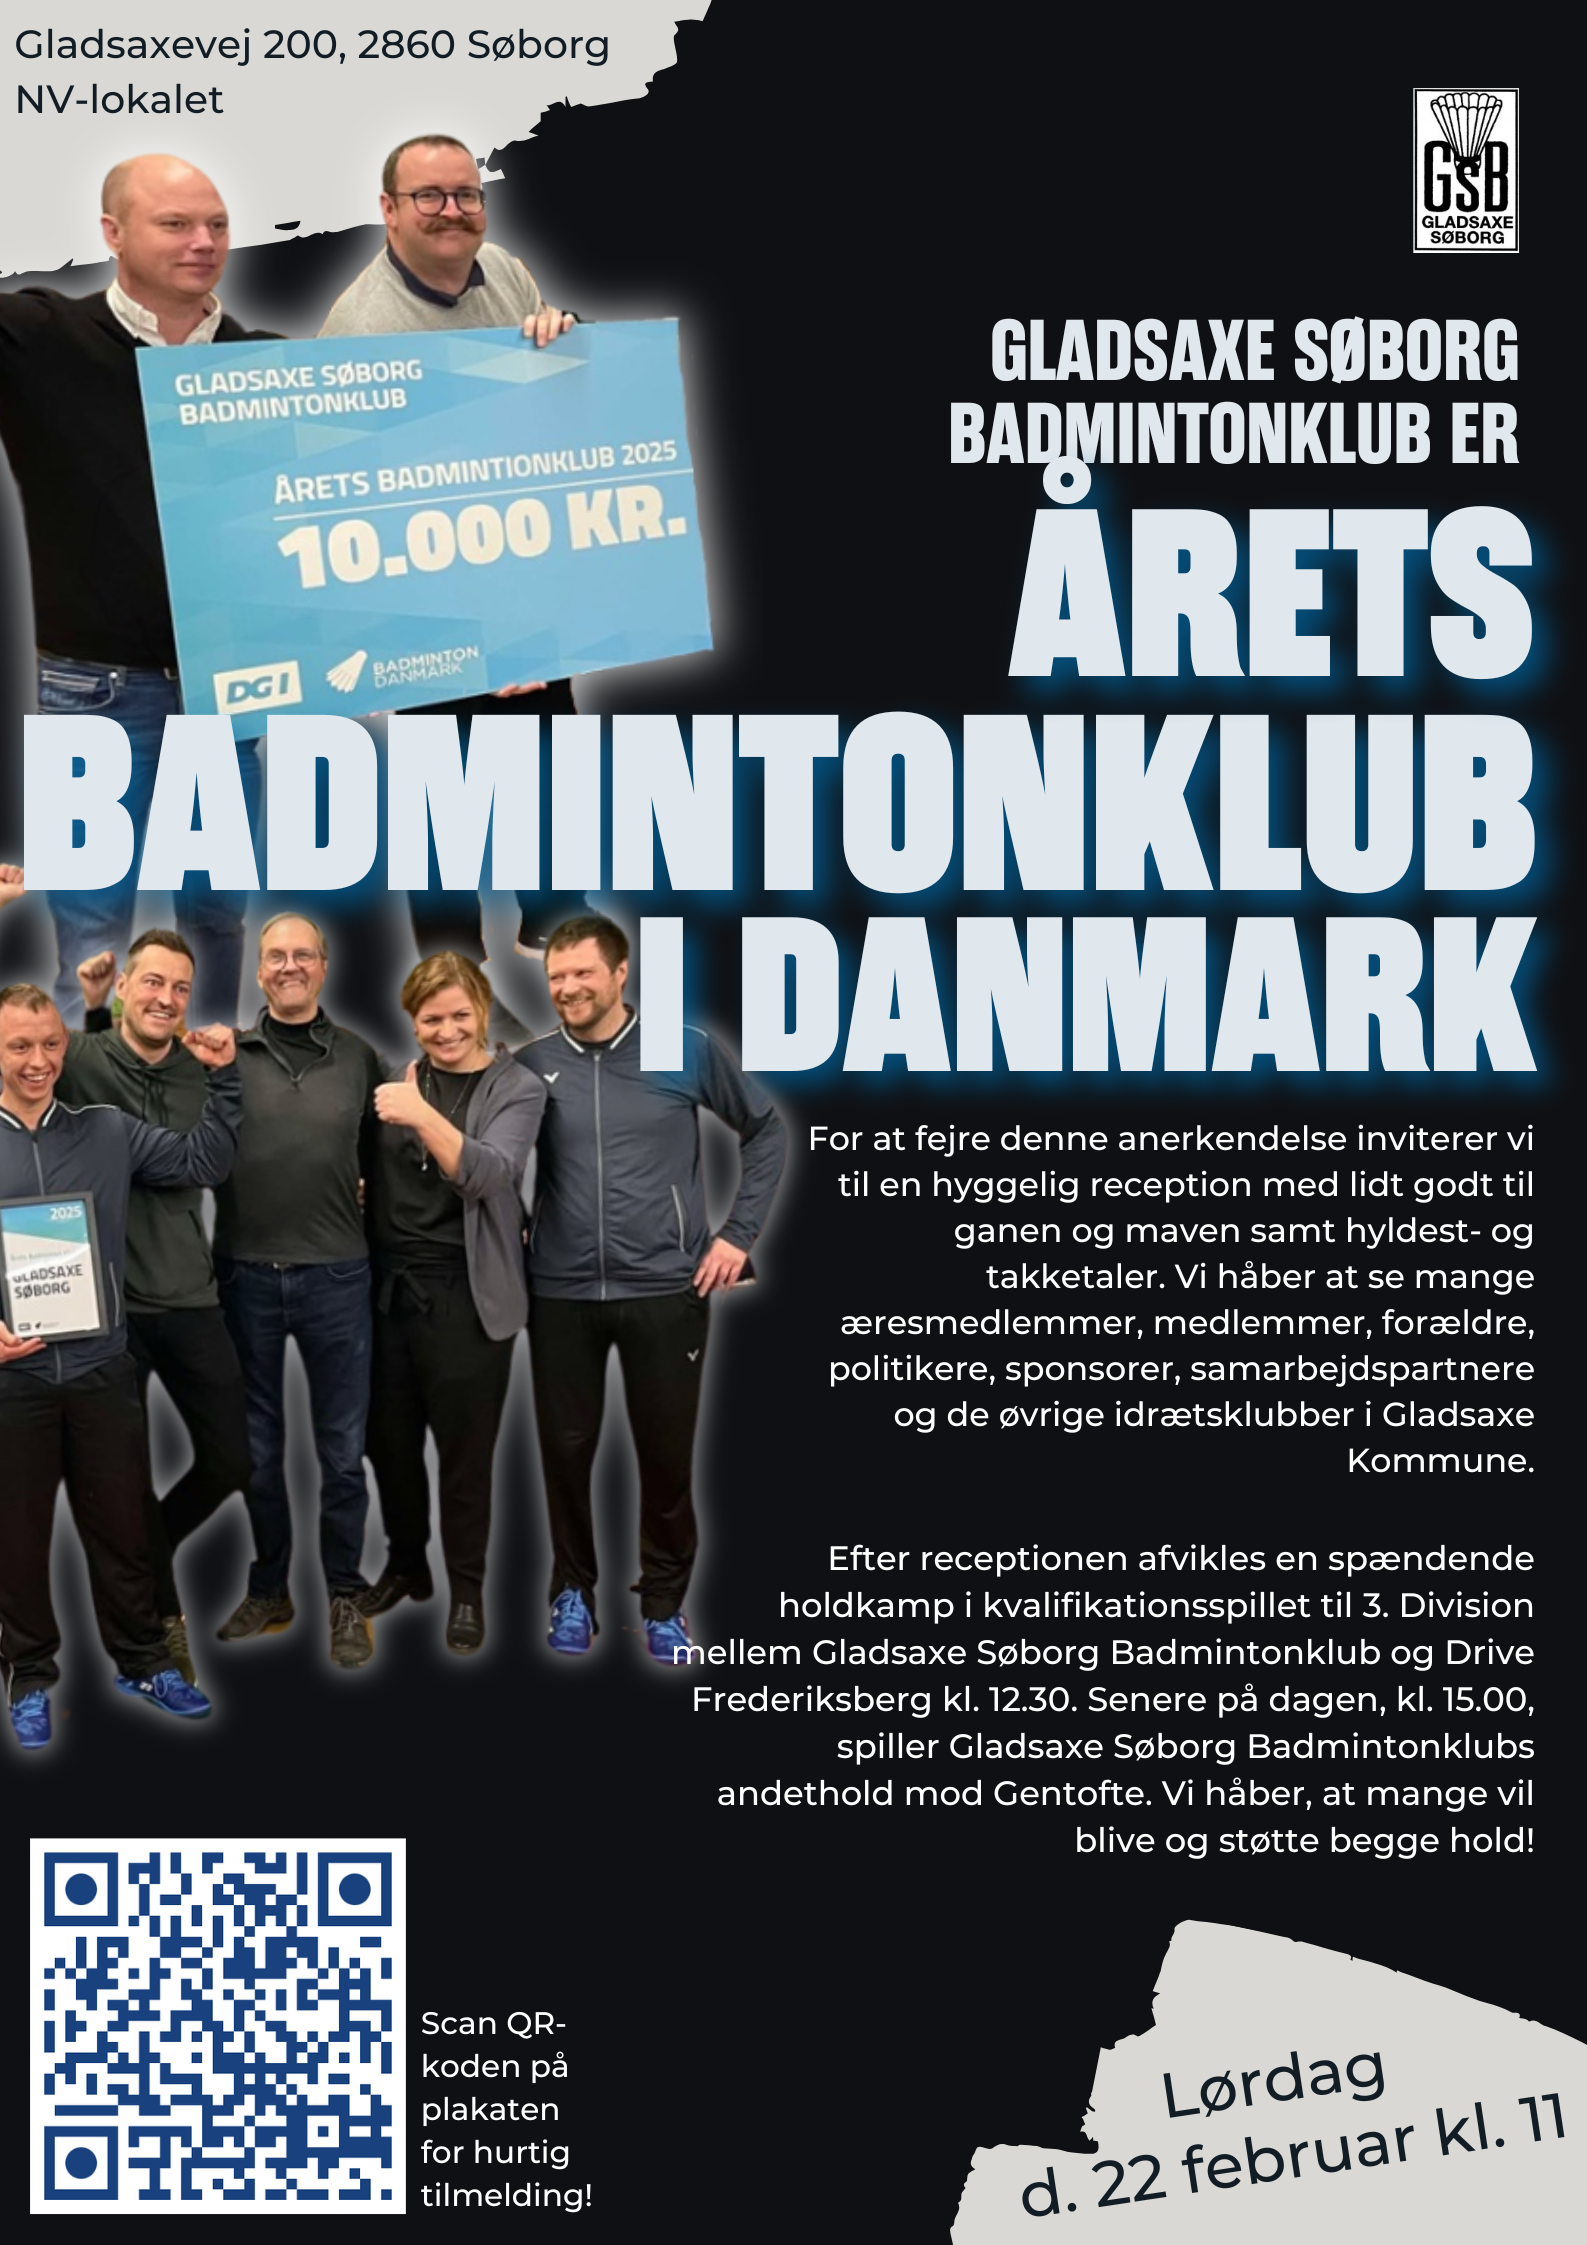 Gladsaxevej 200, 2860 Søborg
NV-lokalet
GSB
GLADSAXE
SØBORG
GLADSAXE SØBORG
BADMINTONKLUB
ÅRETS BADMINTIONKLUB 2025
10.000 KR.
DGI
BADMINTON
DANMARK
GLADSAXE SØBORG
BADMINTONKLUB ER
ÅRETS
BADMINTONKLUB
I DANMARK
2025
GLADSAXE
SØBORG
For at fejre denne anerkendelse inviterer vi
til en hyggelig reception med lidt godt til
ganen og maven samt hyldest- og
takketaler. Vi håber at se mange
æresmedlemmer, medlemmer, forældre,
politikere, sponsorer, samarbejdspartnere
og de øvrige idrætsklubber i Gladsaxe
Kommune.
Efter receptionen afvikles en spændende
holdkamp i kvalifikationsspillet til 3. Division
mellem Gladsaxe Søborg Badmintonklub og Drive
Frederiksberg kl. 12.30. Senere på dagen, kl. 15.00,
spiller Gladsaxe Søborg Badmintonklubs
andethold mod Gentofte. Vi håber, at mange vil
blive og støtte begge hold!
Scan QR-
koden på
plakaten
for hurtig
tilmelding!
Lørdag
d. 22 februar kl. 11